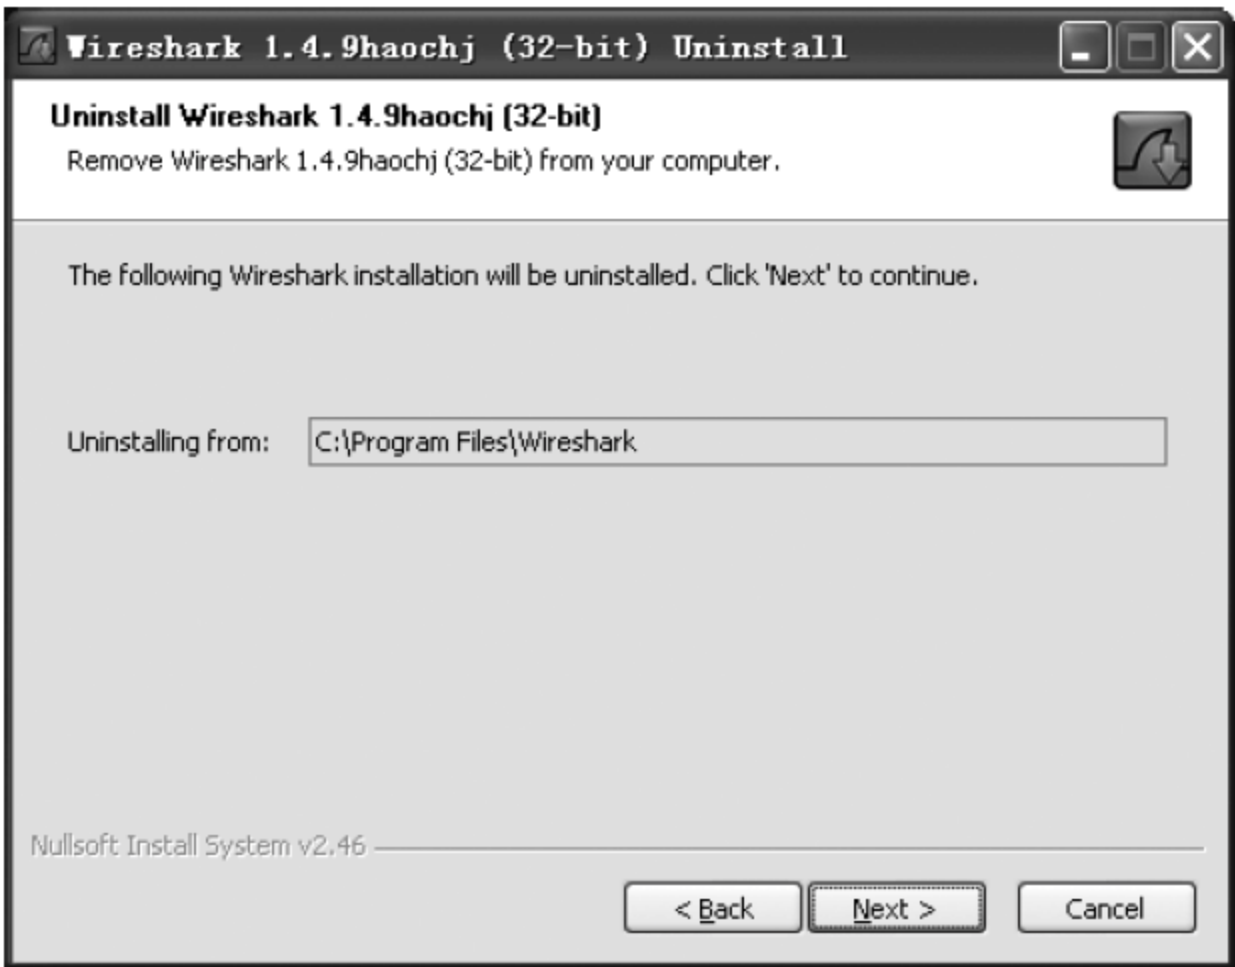 Wireshark 1.4.9haochj (32-bit) Uninstall
Uninstall Wireshark 1.4.9haochj (32-bit)
Remove Wireshark 1.4.9haochj (32-bit) from your computer.
The following Wireshark installation will be uninstalled. Click 'Next' to continue.
Uninstalling from: C:\Program Files\Wireshark
Nullsoft Install System v2.46
< Back Next > Cancel